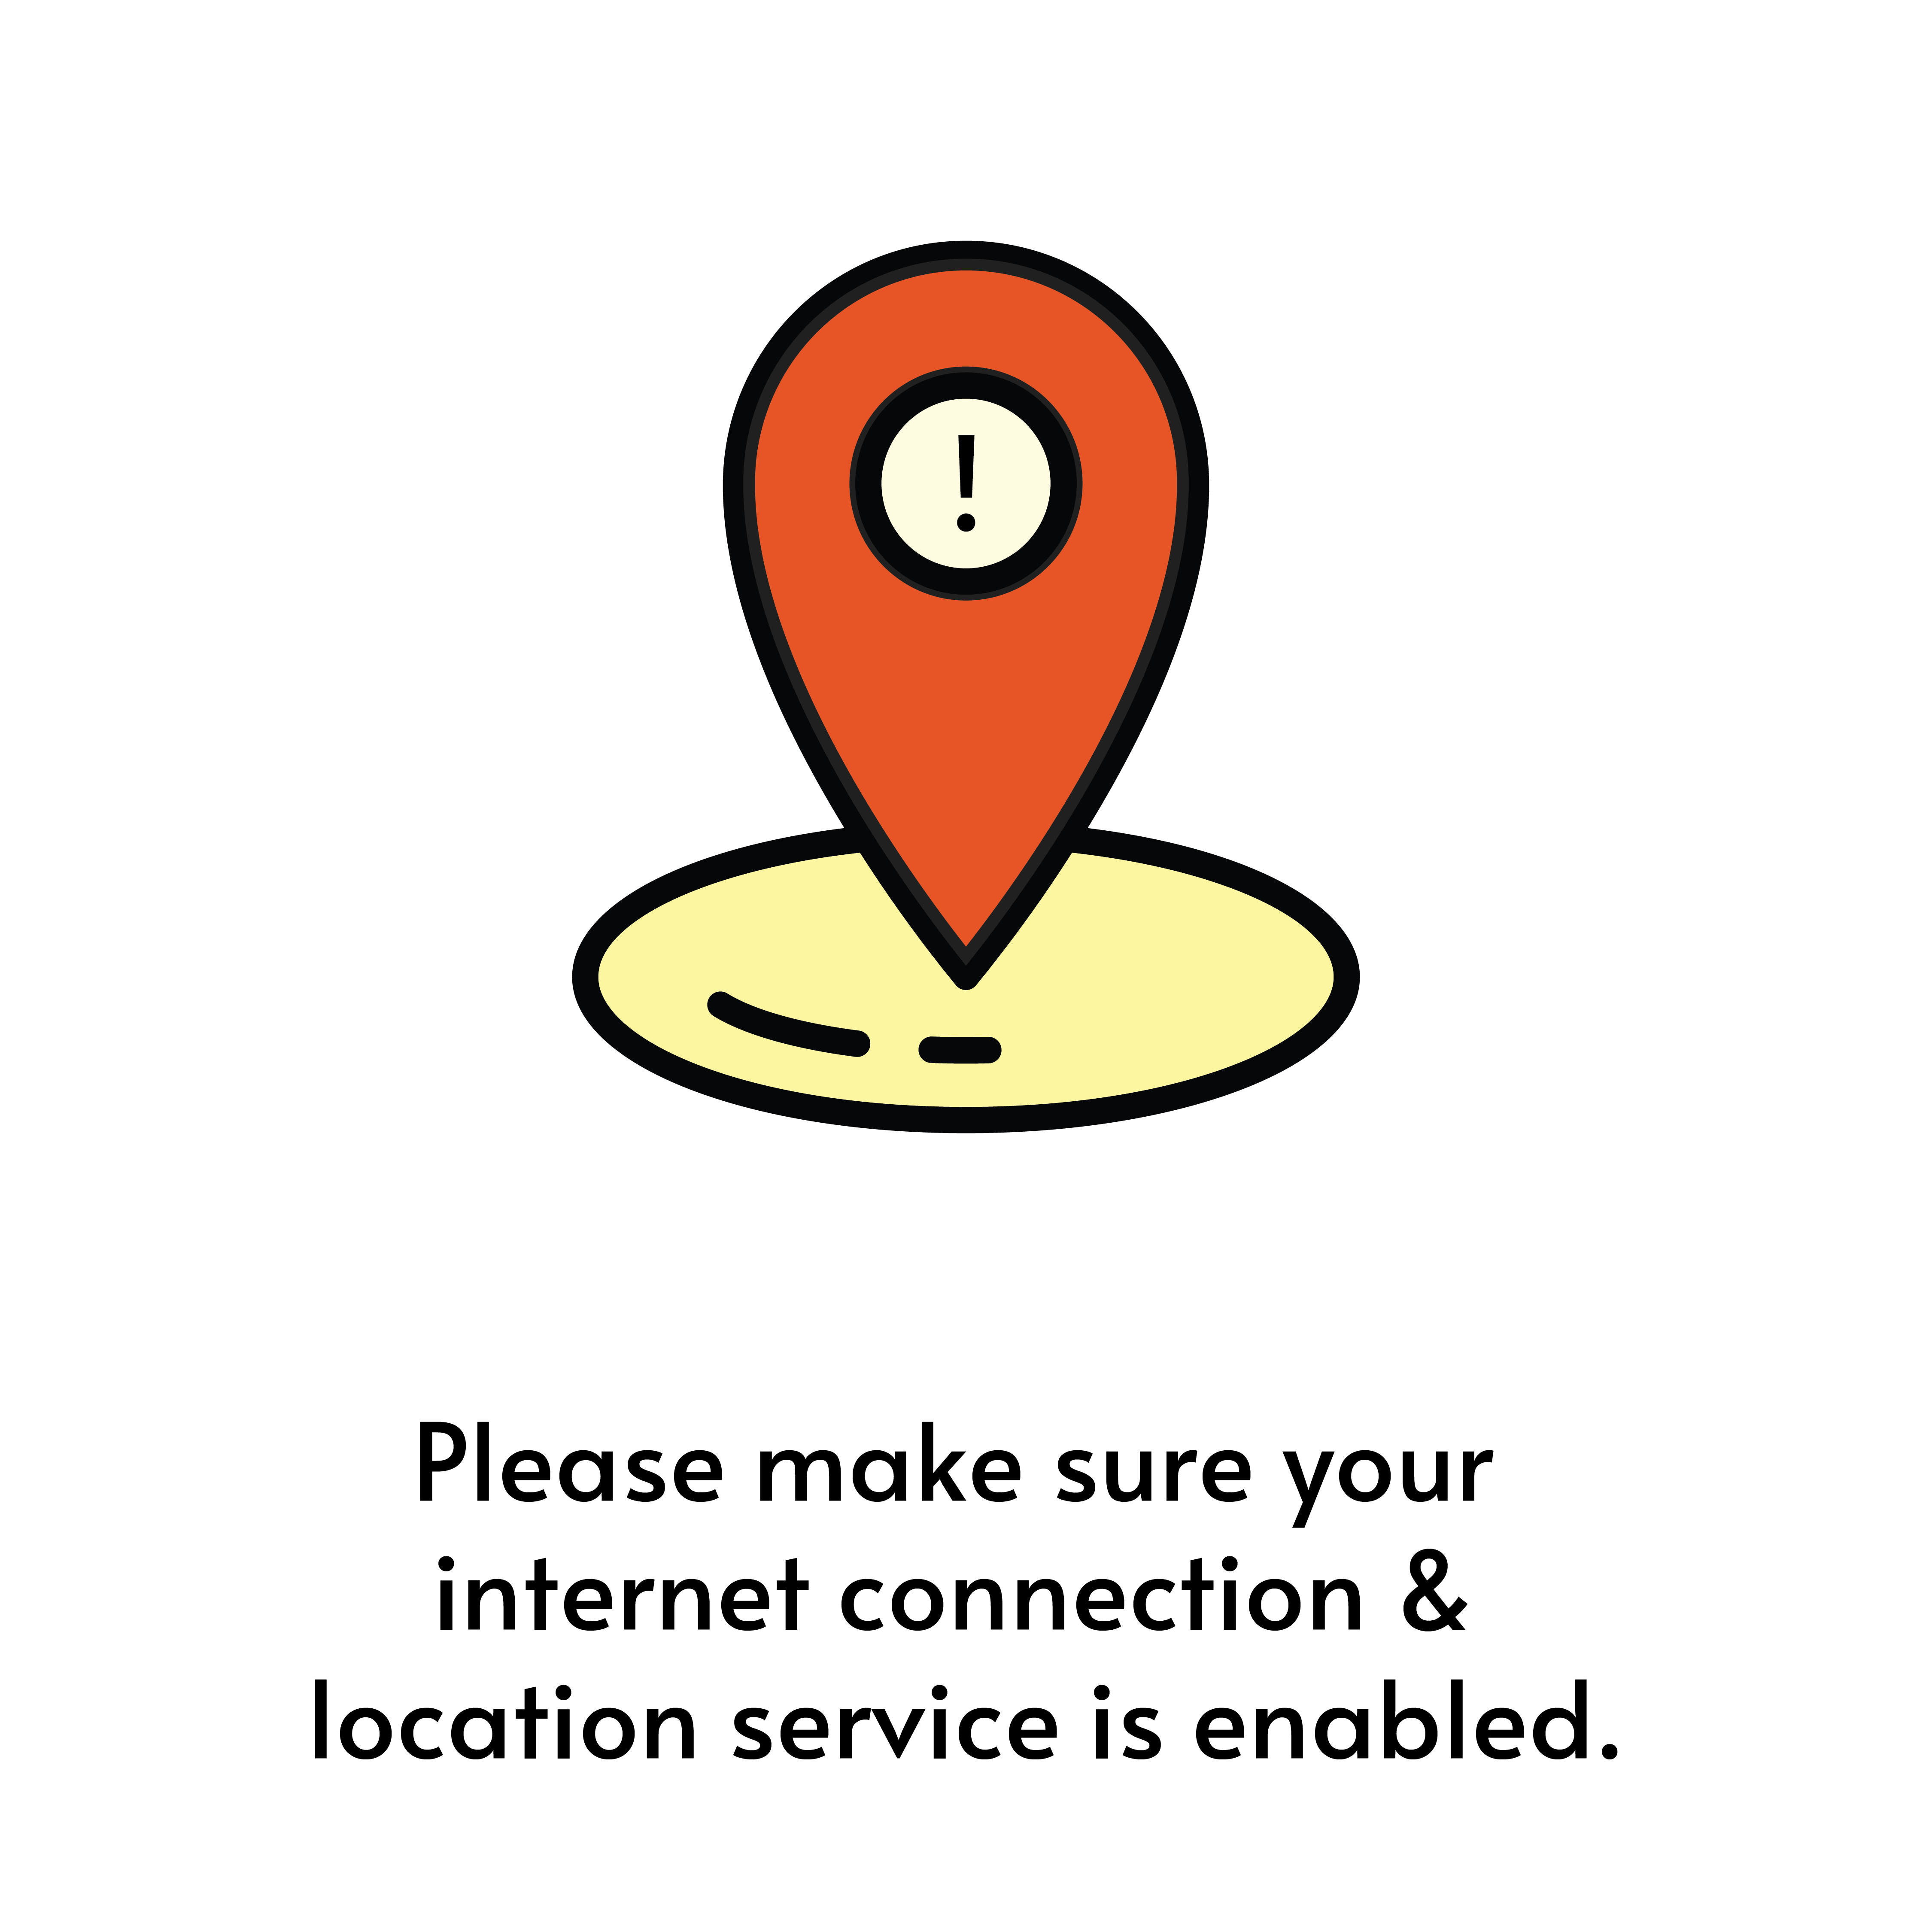 !
Please make sure your
internet connection &
location service is enabled.